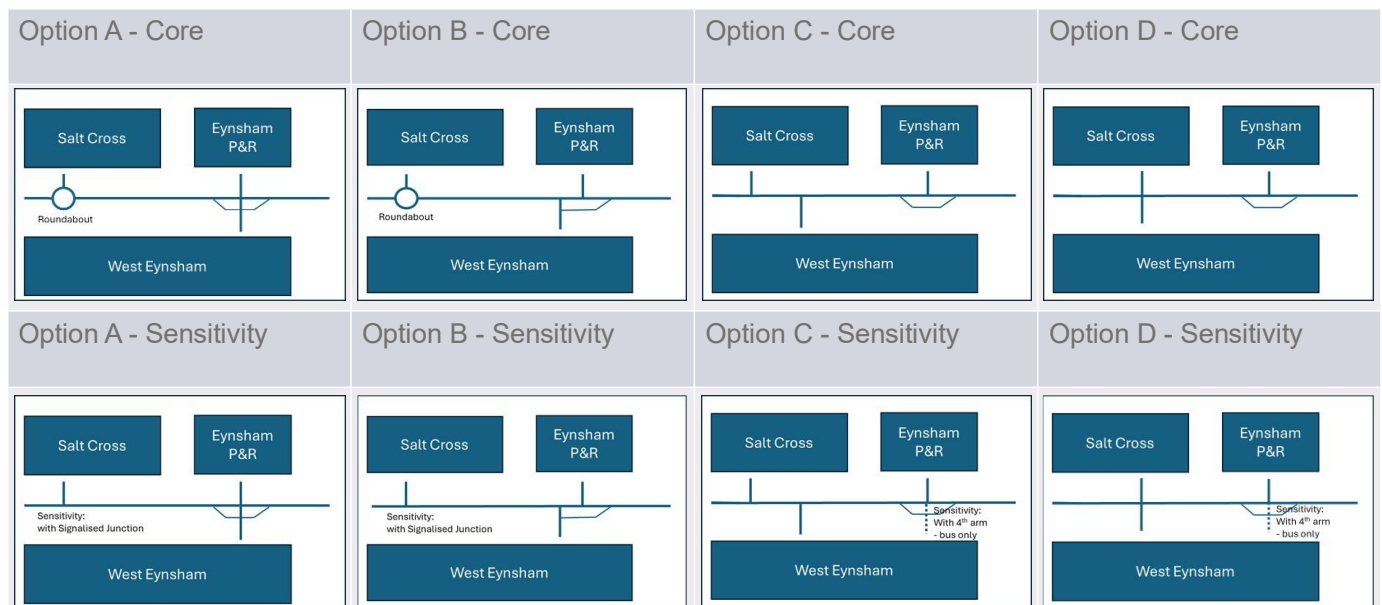 Option A - Core
Option B - Core
Option C - Core
Option D - Core
Salt Cross
Eynsham
P&R
Roundabout
West Eynsham
Salt Cross
Eynsham
P&R
Roundabout
West Eynsham
Salt Cross
Eynsham
P&R
West Eynsham
Salt Cross
Eynsham
P&R
West Eynsham
Option A - Sensitivity
Option B - Sensitivity
Option C - Sensitivity
Option D - Sensitivity
Salt Cross
Eynsham
P&R
Sensitivity:
with Signalised Junction
West Eynsham
Salt Cross
Eynsham
P&R
Sensitivity:
with Signalised Junction
West Eynsham
Salt Cross
Eynsham
P&R
Sensitivity:
With 4th arm
- bus only
West Eynsham
Salt Cross
Eynsham
P&R
Sensitivity:
With 4th arm
- bus only
West Eynsham